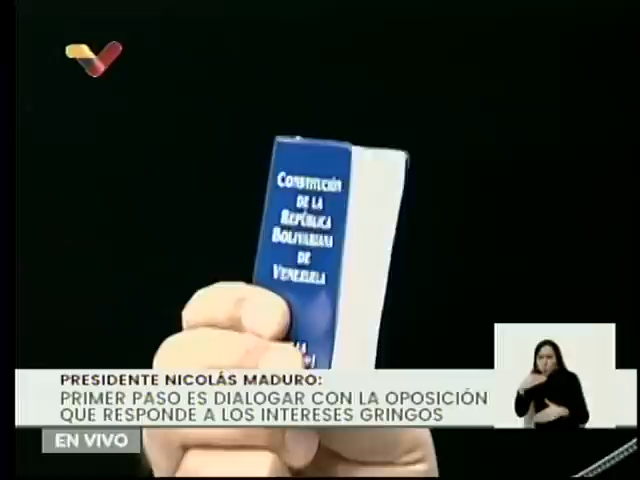 CONSTITUCIÓN
DE LA
REPÚBLICA
BOLIVARIANA
DE
VENEZUELA
PRESIDENTE NICOLÁS MADURO:
PRIMER PASO ES DIALOGAR CON LA OPOSICIÓN
QUE RESPONDE A LOS INTERESES GRINGOS
EN VIVO